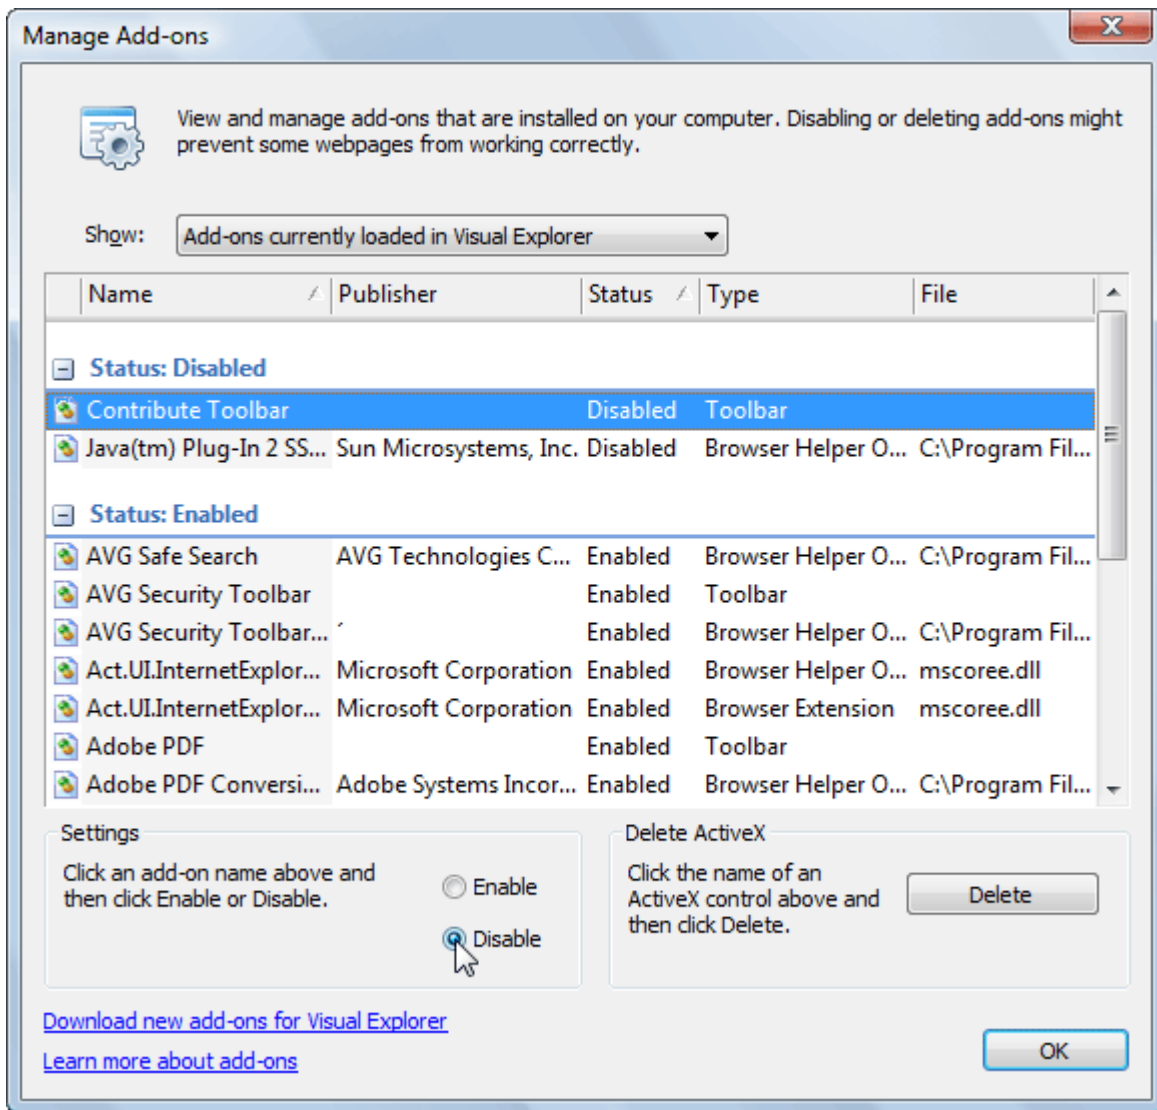 Manage Add-ons
View and manage add-ons that are installed on your computer. Disabling or deleting add-ons might
prevent some webpages from working correctly.
Show: Add-ons currently loaded in Visual Explorer
Name Publisher Status Type File
Status: Disabled
Contribute Toolbar Disabled Toolbar
Java(tm) Plug-In 2 SS... Sun Microsystems, Inc. Disabled Browser Helper O... C:\Program Fil...
Status: Enabled
AVG Safe Search AVG Technologies C... Enabled Browser Helper O... C:\Program Fil...
AVG Security Toolbar Enabled Toolbar
AVG Security Toolbar... ´ Enabled Browser Helper O... C:\Program Fil...
Act.UI.InternetExplor... Microsoft Corporation Enabled Browser Helper O... mscoree.dll
Act.UI.InternetExplor... Microsoft Corporation Enabled Browser Extension mscoree.dll
Adobe PDF Enabled Toolbar
Adobe PDF Conversi... Adobe Systems Incor... Enabled Browser Helper O... C:\Program Fil...
Settings
Click an add-on name above and
then click Enable or Disable.
Enable
Disable
Delete ActiveX
Click the name of an
ActiveX control above and
then click Delete.
Delete
Download new add-ons for Visual Explorer
Learn more about add-ons
OK